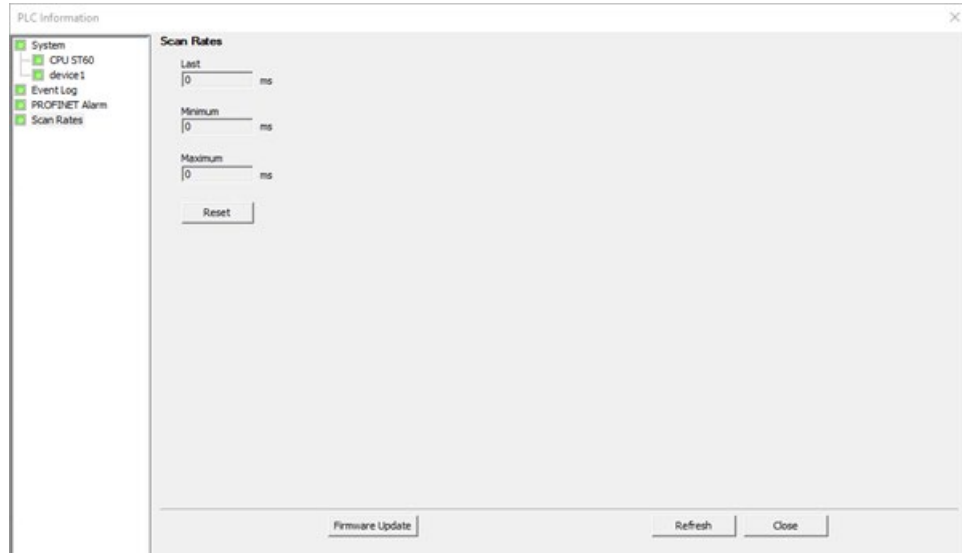 PLC Information
System
CPU ST60
device1
Event Log
PROFINET Alarm
Scan Rates
Scan Rates
Last
0 ms
Minimum
0 ms
Maximum
0 ms
Reset
Firmware Update
Refresh
Close